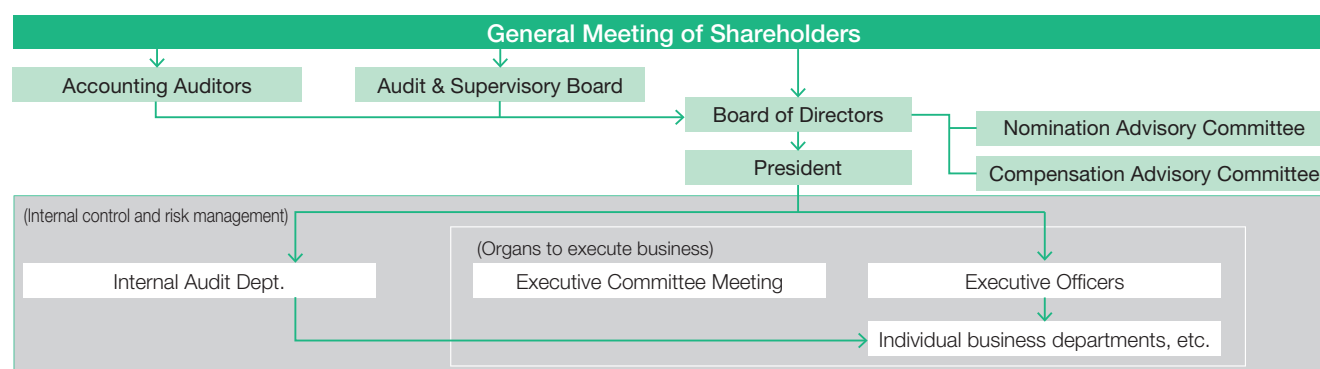 General Meeting of Shareholders
Accounting Auditors
Audit & Supervisory Board
Board of Directors
Nomination Advisory Committee
President
Compensation Advisory Committee
(Internal control and risk management)
(Organs to execute business)
Internal Audit Dept.
Executive Committee Meeting
Executive Officers
Individual business departments, etc.